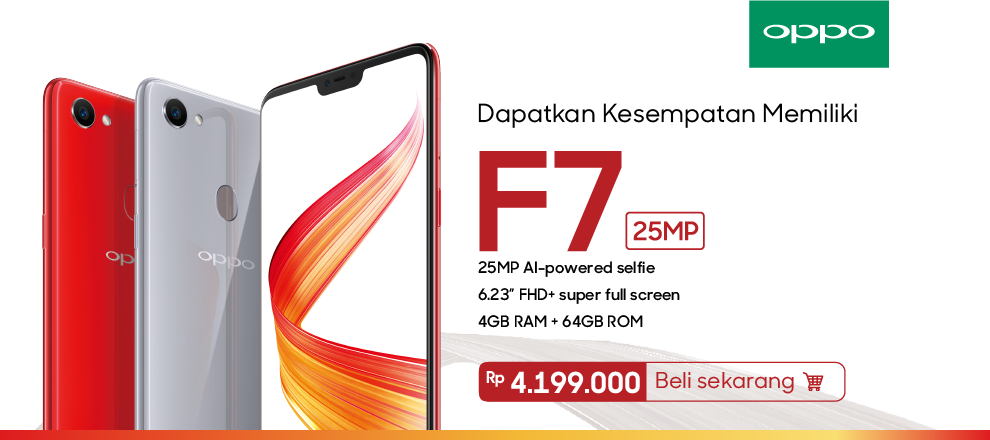 oppo
Dapatkan Kesempatan Memiliki
F7 25MP
25MP AI-powered selfie
6.23" FHD+ super full screen
4GB RAM + 64GB ROM
Rp 4.199.000 Beli sekarang
op
oppo